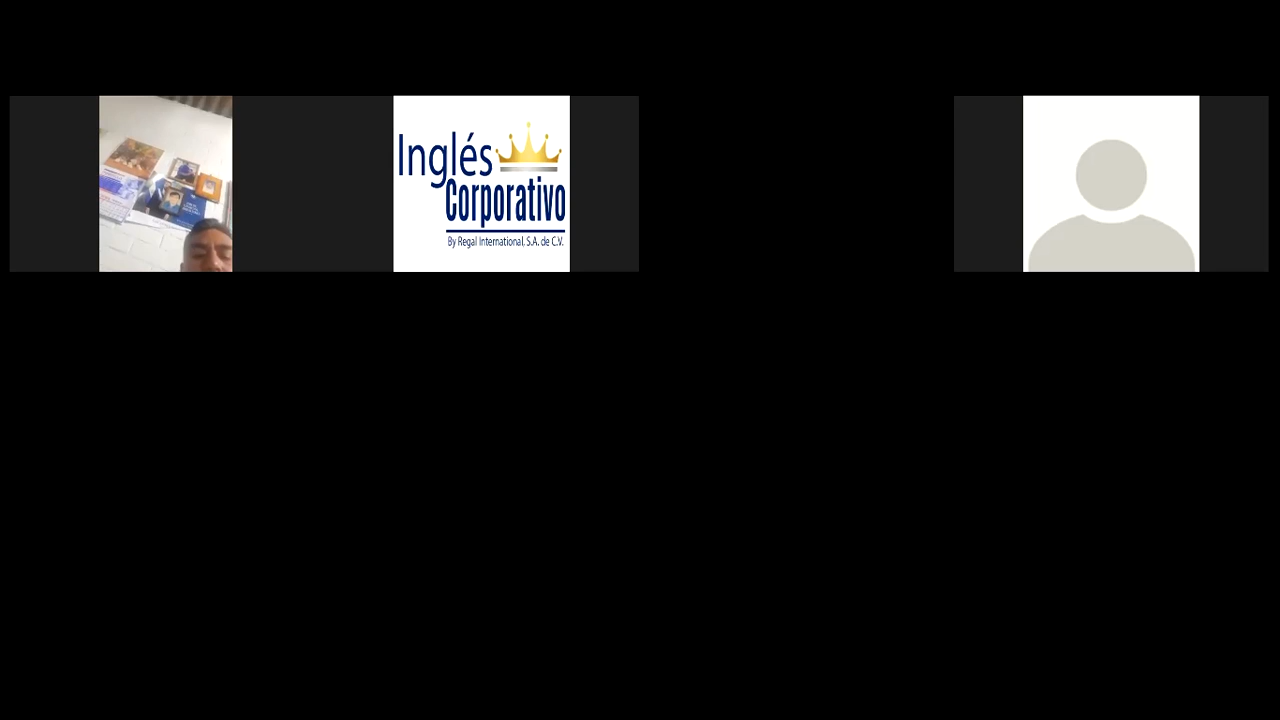 Inglés
Corporativo
By Regal International, S.A. de C.V.